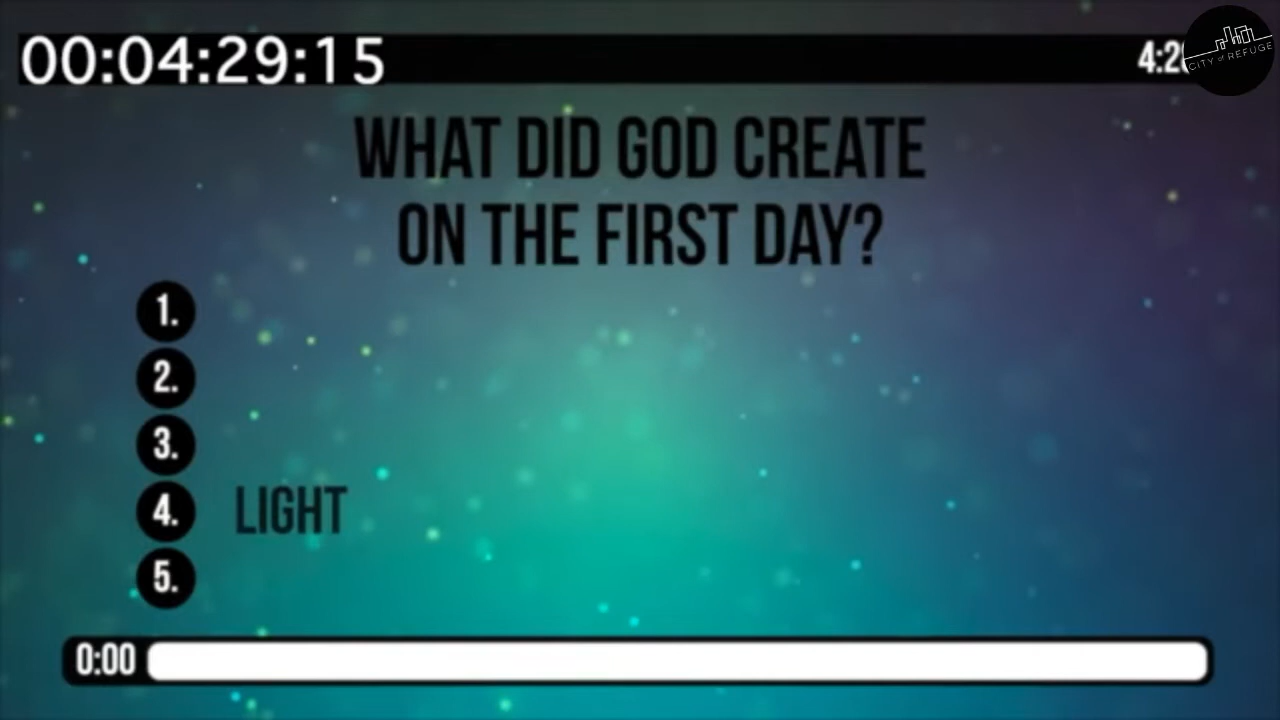 00:04:29:15
CITY of REFUGE
WHAT DID GOD CREATE
ON THE FIRST DAY?
1.
2.
3.
4. LIGHT
5.
0:00